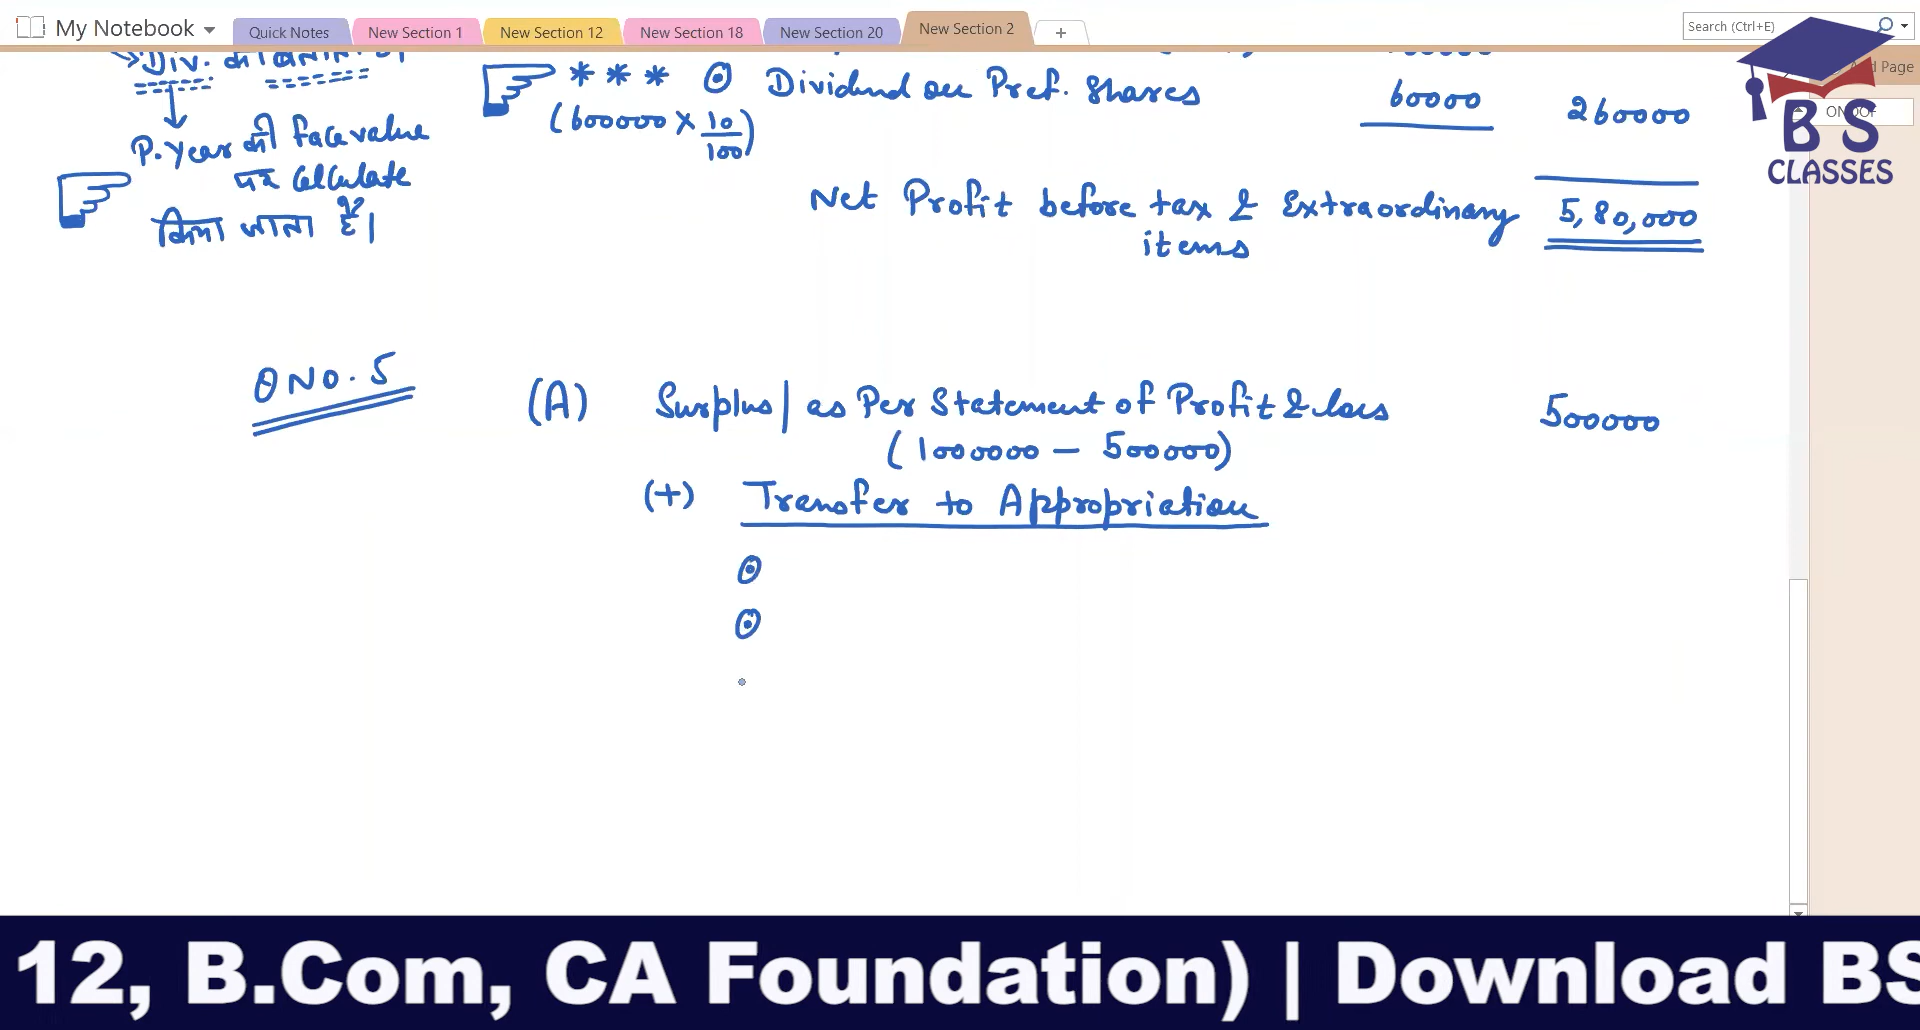 My Notebook
Quick Notes
New Section 1
New Section 12
New Section 18
New Section 20
New Section 2
+
Search (Ctrl+E)
Page
BS
CLASSES
Div.
P. Year की face value
पर calculate
किया जाता है।
*** ⊙ Dividend on Pref. Shares 60000 260000
(600000 × 10/100)
Net Profit before tax & Extraordinary 5,80,000
items
Q NO. 5
(A) Surplus | as Per Statement of Profit & loss 500000
(1000000 – 500000)
(+) Transfer to Appropriation
⊙
⊙
12, B.Com, CA Foundation) | Download BS